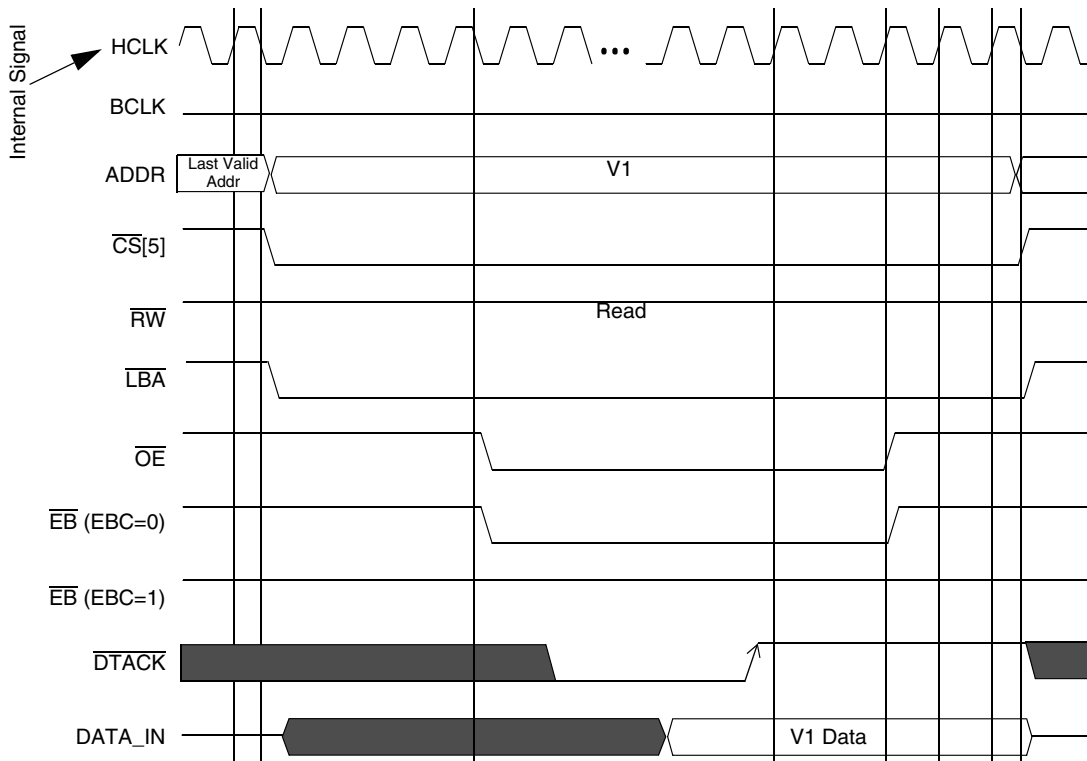 Internal Signal
HCLK
...
BCLK
ADDR
Last Valid
Addr
V1
CS[5]
RW
Read
LBA
OE
EB (EBC=0)
EB (EBC=1)
DTACK
DATA_IN
V1 Data